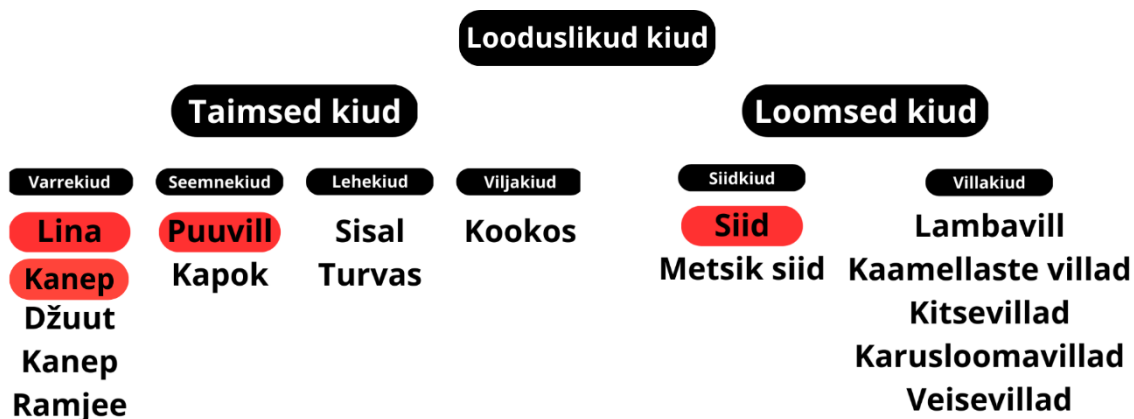 Looduslikud kiud
Taimsed kiud
Loomsed kiud
Varrekiud
Seemnekiud
Lehekiud
Viljakiud
Siidkiud
Villakiud
Lina
Puuvill
Sisal
Kookos
Siid
Lambavill
Kanep
Kapok
Turvas
Metsik siid
Kaamellaste villad
Džuut
Kitsevillad
Kanep
Karusloomavillad
Ramjee
Veisevillad